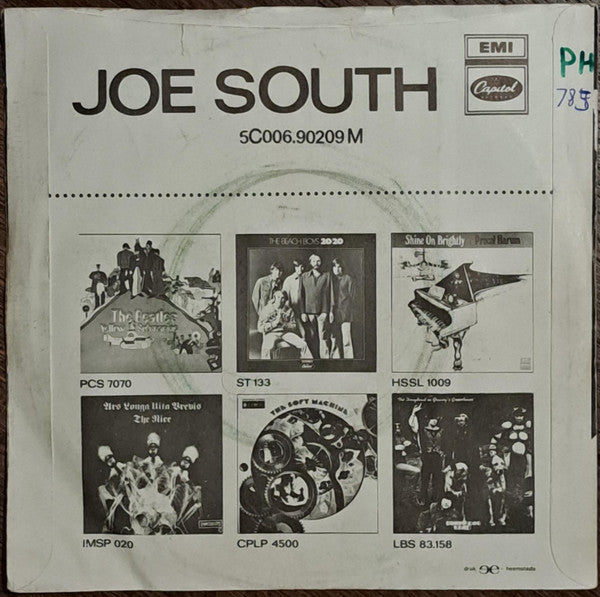 EMI
JOE SOUTH
Capitol
PH
785
5C006.90209 M
The Beatles
Yellow Submarine
PCS 7070
THE BEACH BOYS 20/20
ST 133
Shine On Brightly Procol Harum
HSSL 1009
Ars Longa Vita Brevis
The Nice
IMSP 020
THE SOFT MACHINE
CPLP 4500
LBS 83.158
druk heemstede